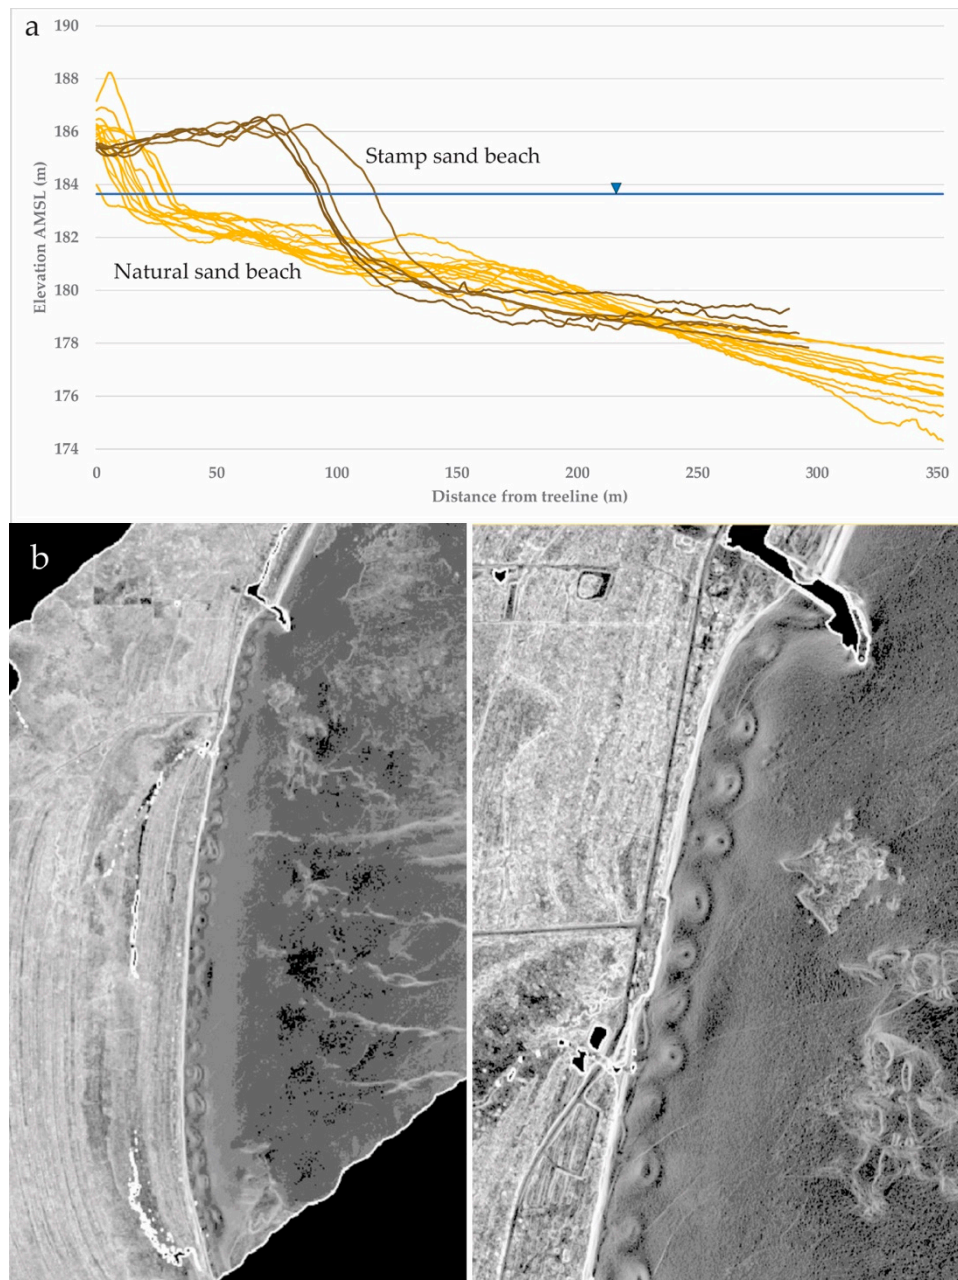 a
190
188
186
184
182
180
178
176
174
Elevation AMSL (m)
Stamp sand beach
Natural sand beach
0 50 100 150 200 250 300 350
Distance from treeline (m)
b